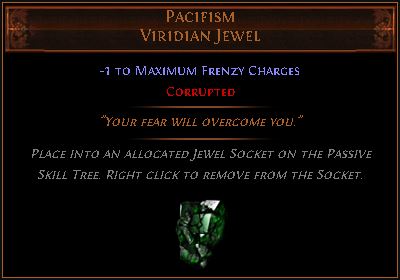 Pacifism
Viridian Jewel
-1 to Maximum Frenzy Charges
Corrupted
"Your fear will overcome you."
Place into an allocated Jewel Socket on the Passive
Skill Tree. Right click to remove from the Socket.